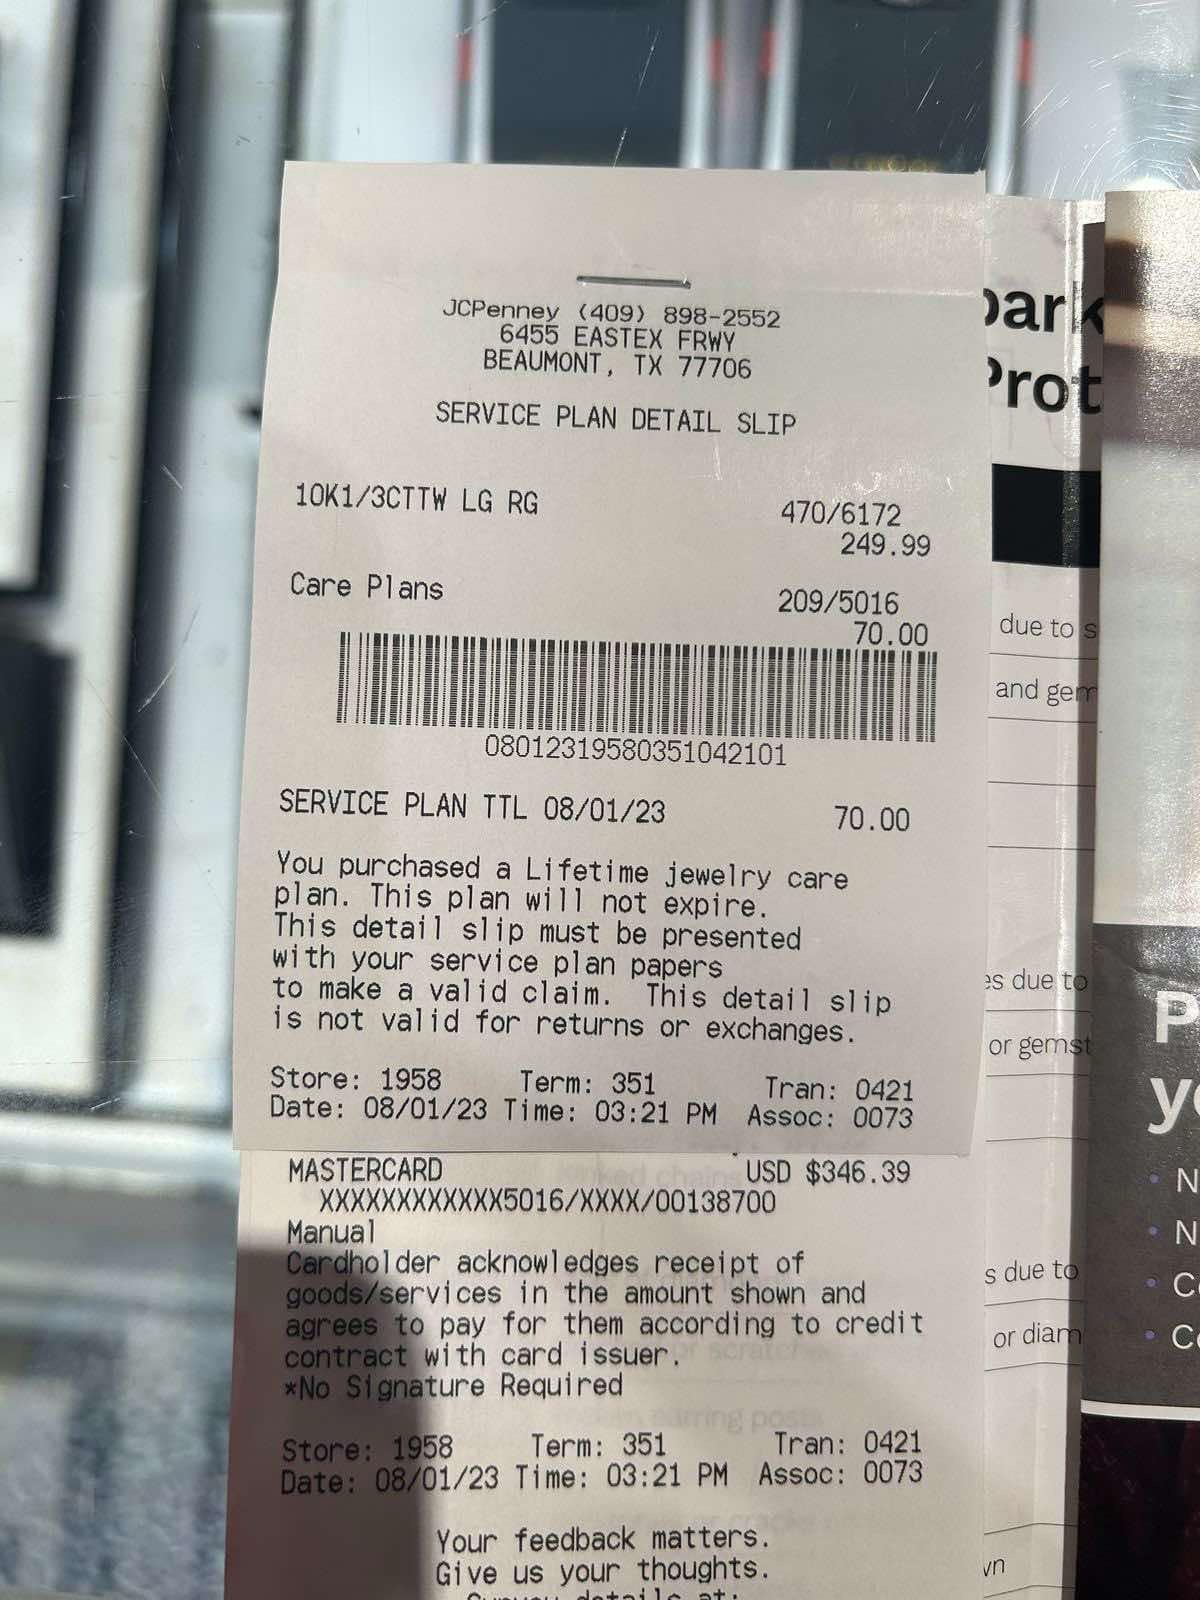 JCPenney (409) 898-2552
6455 EASTEX FRWY
BEAUMONT, TX 77706
SERVICE PLAN DETAIL SLIP
10K1/3CTTW LG RG 470/6172
249.99
Care Plans 209/5016
70.00
08012319580351042101
SERVICE PLAN TTL 08/01/23 70.00
You purchased a Lifetime jewelry care
plan. This plan will not expire.
This detail slip must be presented
with your service plan papers
to make a valid claim. This detail slip
is not valid for returns or exchanges.
Store: 1958 Term: 351 Tran: 0421
Date: 08/01/23 Time: 03:21 PM Assoc: 0073
MASTERCARD USD $346.39
XXXXXXXXXXXX5016/XXXX/00138700
Manual
Cardholder acknowledges receipt of
goods/services in the amount shown and
agrees to pay for them according to credit
contract with card issuer.
*No Signature Required
Store: 1958 Term: 351 Tran: 0421
Date: 08/01/23 Time: 03:21 PM Assoc: 0073
Your feedback matters.
Give us your thoughts.
Survey details at:
due to s
and gem
es due to
or gemst
s due to
or diam